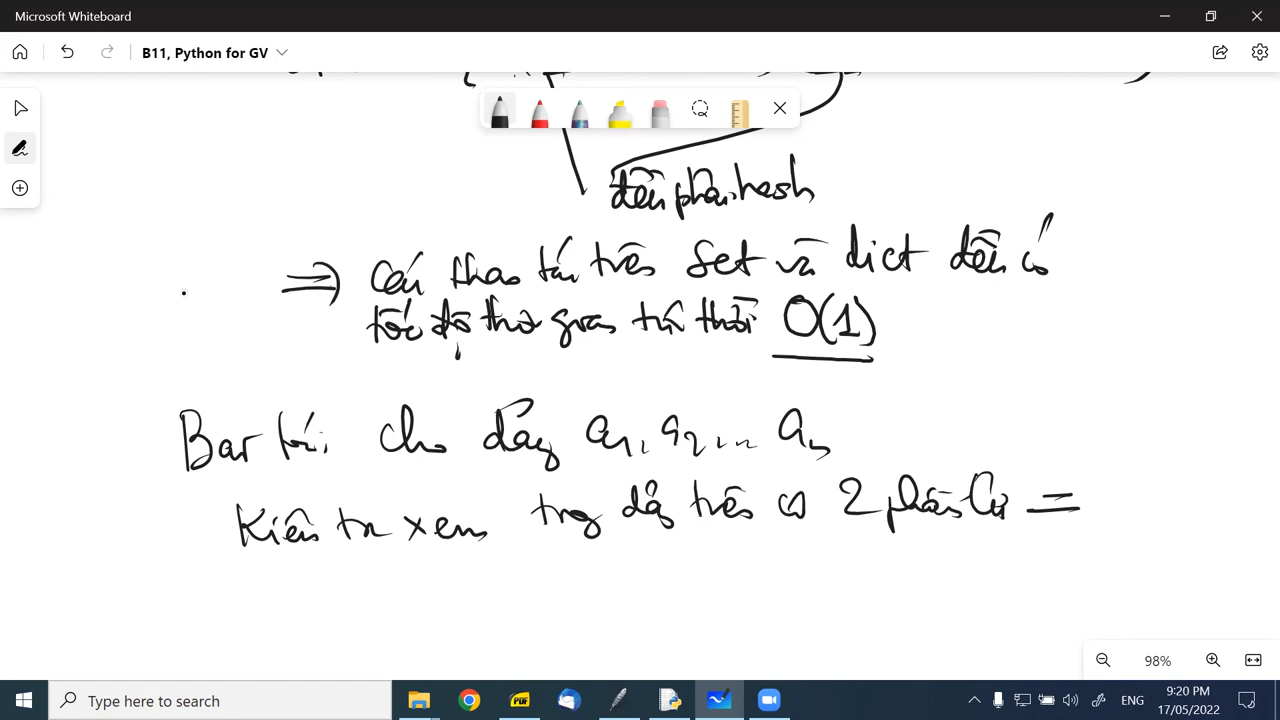 Microsoft Whiteboard
B11, Python for GV
đều phải hash
=> Các thao tác trên set và dict đều có
tốc độ thời gian tức thời O(1)
Bài toán cho dãy a1, a2, ... an
Kiểm tra xem trong dãy trên có 2 phần tử =
98%
Type here to search
PDF
ENG
9:20 PM
17/05/2022